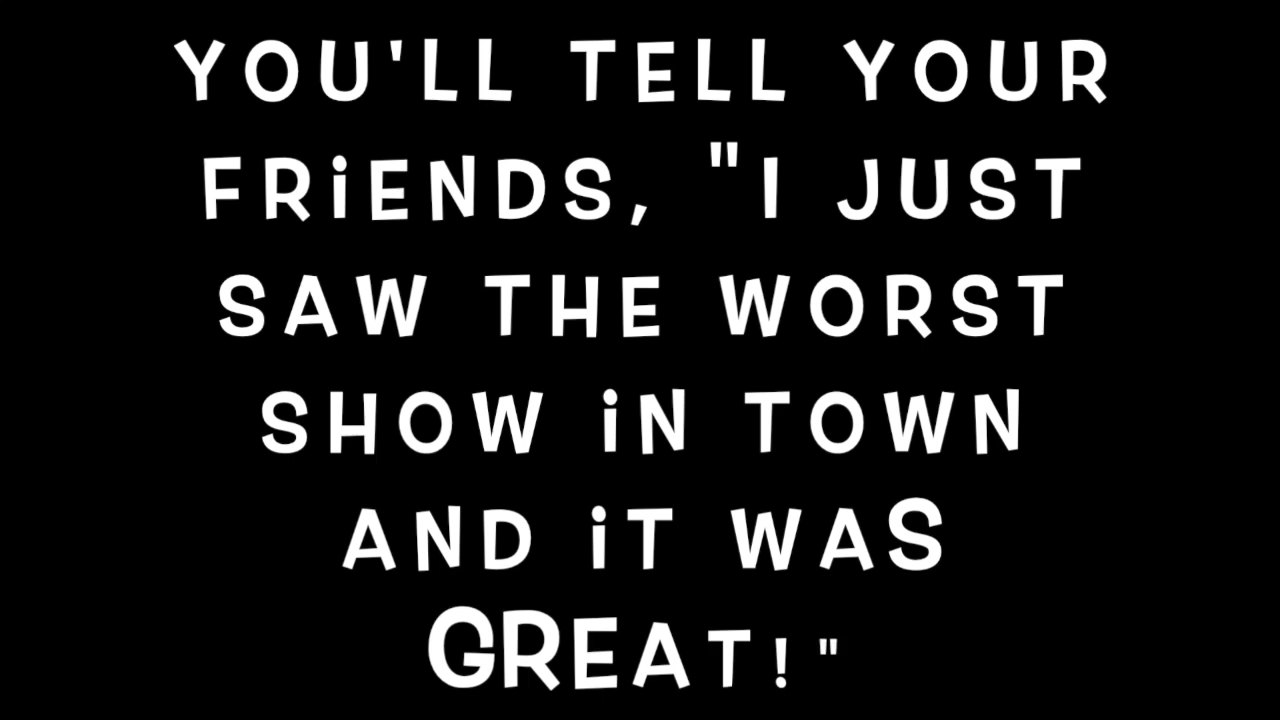 YOU'LL TELL YOUR
FRiENDS, "I JUST
SAW THE WORST
SHOW iN TOWN
AND iT WAS
GREAT!"